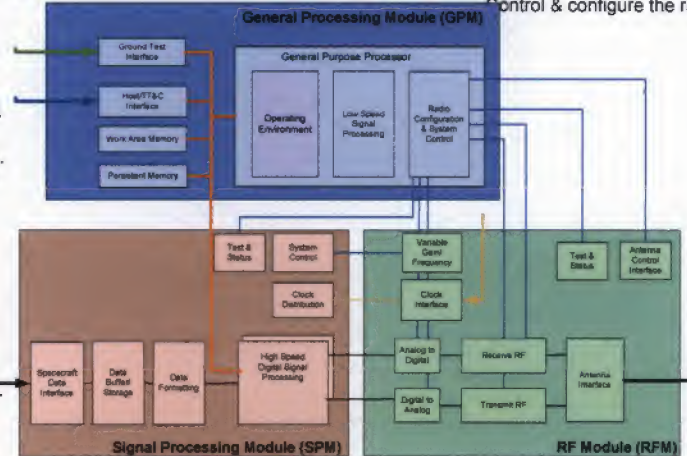 Control & configure the r
General Processing Module (GPM)
Ground Test
Interface
General Purpose Processor
Host/TT&C
Interface
Operating
Environment
Low Speed
Signal
Processing
Radio
Configuration
& System
Control
Work Area Memory
Persistent Memory
Test &
Status
System
Control
Variable
Gain/
Frequency
Test &
Status
Antenna
Control
Interface
Clock
Distribution
Clock
Interface
Spacecraft
Data
Interface
Data
Buffer/
Storage
Data
Formatting
High Speed
Digital Signal
Processing
Analog to
Digital
Receive RF
Antenna
Interface
Digital to
Analog
Transmit RF
Signal Processing Module (SPM)
RF Module (RFM)